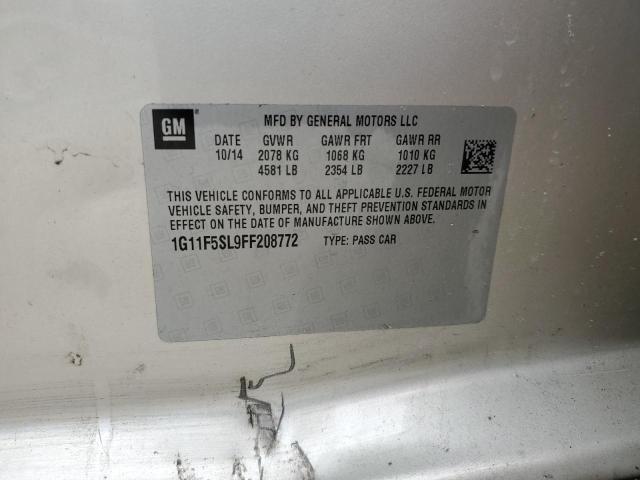 GM
MFD BY GENERAL MOTORS LLC
DATE GVWR GAWR FRT GAWR RR
10/14 2078 KG 1068 KG 1010 KG
4581 LB 2354 LB 2227 LB
THIS VEHICLE CONFORMS TO ALL APPLICABLE U.S. FEDERAL MOTOR
VEHICLE SAFETY, BUMPER, AND THEFT PREVENTION STANDARDS IN
EFFECT ON THE DATE OF MANUFACTURE SHOWN ABOVE.
1G11F5SL9FF208772 TYPE: PASS CAR